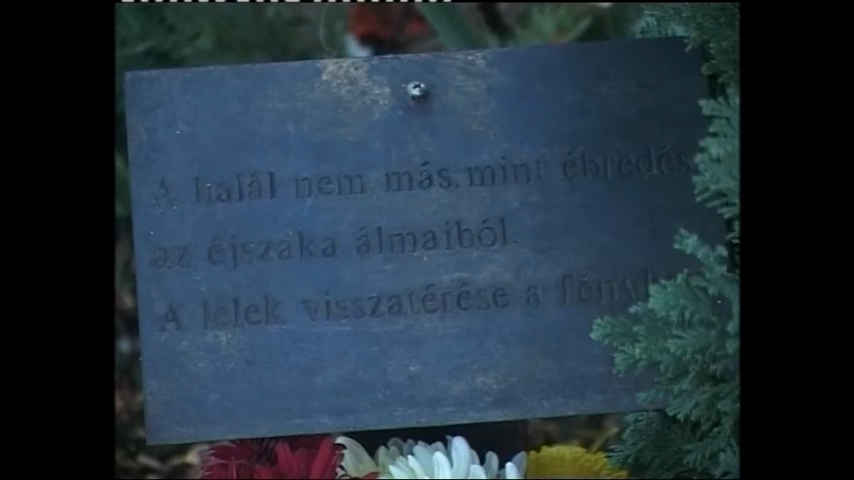 A halál nem más, mint ébredés
az éjszaka álmaiból.
A lélek visszatérése a